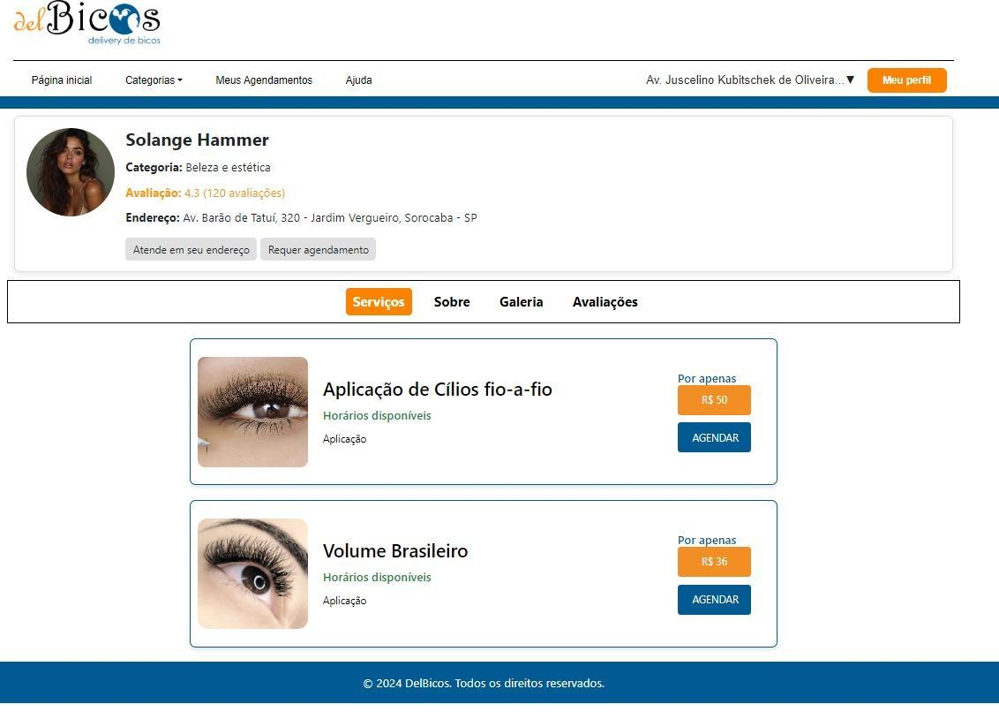 delBicos
delivery de bicos
Página inicial Categorias Meus Agendamentos Ajuda Av. Juscelino Kubitschek de Oliveira...▼ Meu perfil
Solange Hammer
Categoria: Beleza e estética
Avaliação: 4.3 (120 avaliações)
Endereço: Av. Barão de Tatuí, 320 - Jardim Vergueiro, Sorocaba - SP
Atende em seu endereço Requer agendamento
Serviços Sobre Galeria Avaliações
Aplicação de Cílios fio-a-fio
Horários disponíveis
Aplicação
Por apenas
R$ 50
AGENDAR
Volume Brasileiro
Horários disponíveis
Aplicação
Por apenas
R$ 36
AGENDAR
© 2024 DelBicos. Todos os direitos reservados.